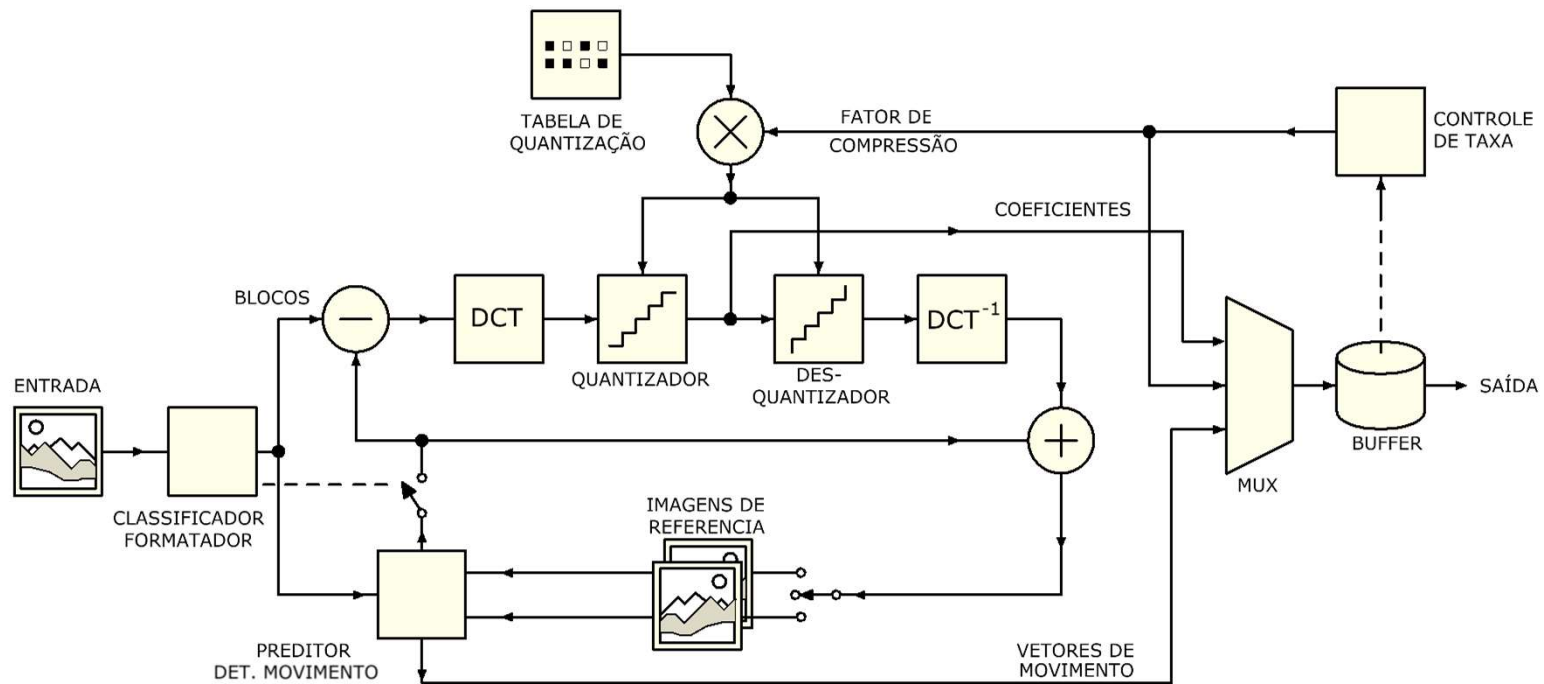 TABELA DE
QUANTIZAÇÃO
FATOR DE
COMPRESSÃO
CONTROLE
DE TAXA
COEFICIENTES
BLOCOS
DCT
DCT-1
QUANTIZADOR
DES-
QUANTIZADOR
ENTRADA
SAÍDA
BUFFER
MUX
CLASSIFICADOR
FORMATADOR
IMAGENS DE
REFERENCIA
PREDITOR
DET. MOVIMENTO
VETORES DE
MOVIMENTO